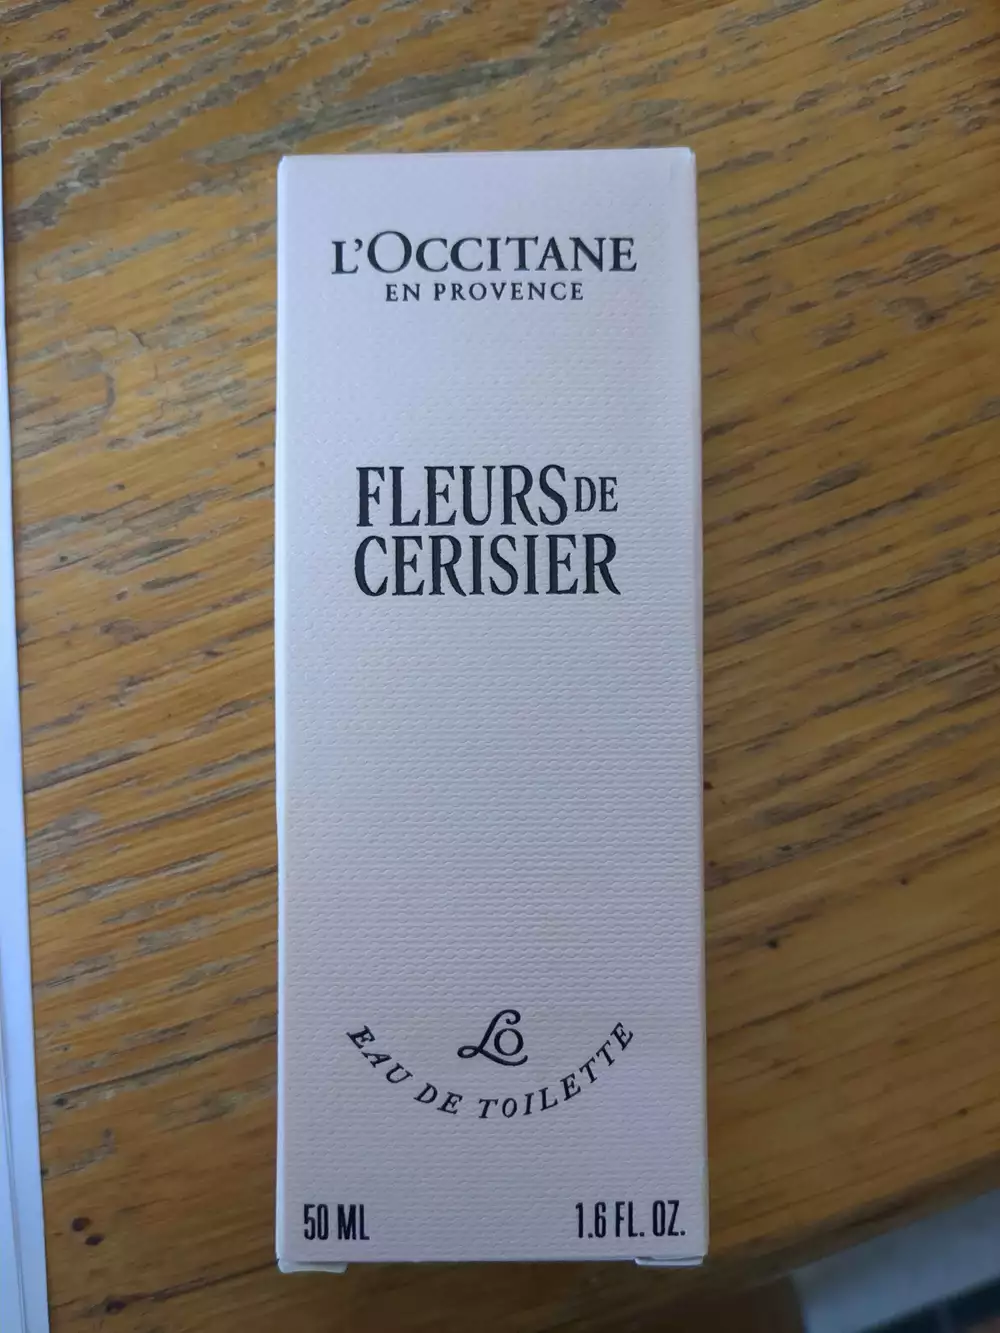 L'OCCITANE
EN PROVENCE
FLEURS DE
CERISIER
LO
EAU DE TOILETTE
50 ML
1.6 FL. OZ.